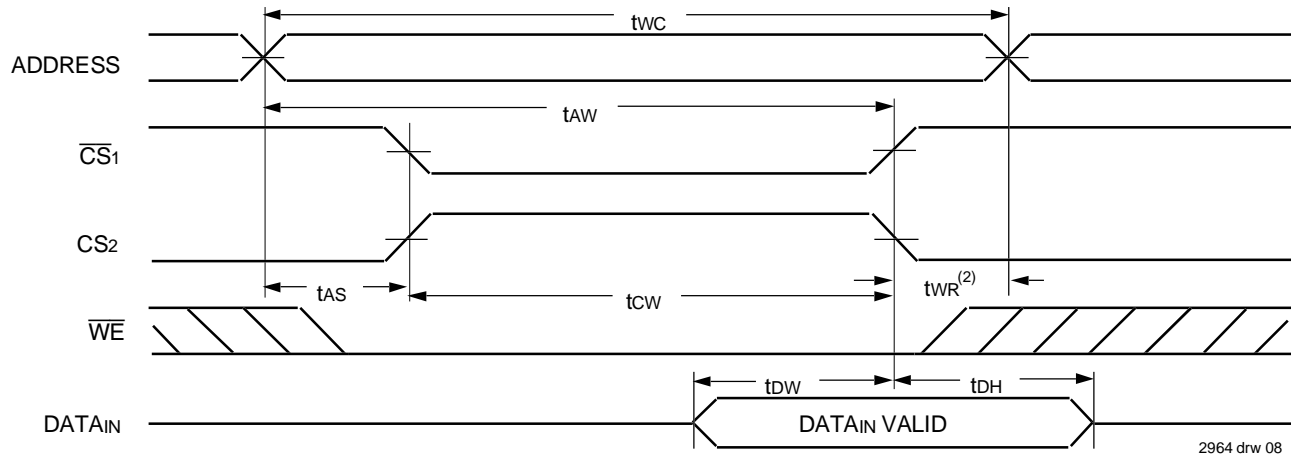 tWC
ADDRESS
tAW
CS1
CS2
tAS
tCW
tWR(2)
WE
tDW
tDH
DATAIN
DATAIN VALID
2964 drw 08